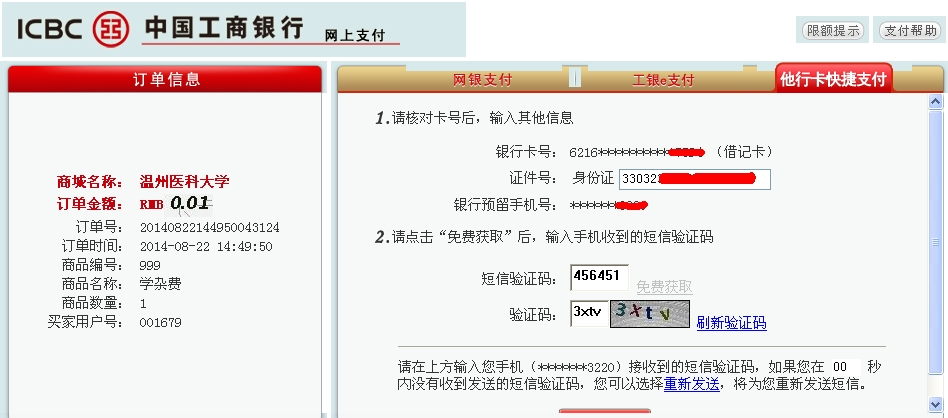 ICBC 中国工商银行 网上支付
限额提示 支付帮助
订单信息
商城名称： 温州医科大学
订单金额： RMB 0.01
订单号： 20140822144950043124
订单时间： 2014-08-22 14:49:50
商品编号： 999
商品名称： 学杂费
商品数量： 1
买家用户号： 001679
网银支付 工银e支付 他行卡快捷支付
1.请核对卡号后，输入其他信息
银行卡号： 6216********** （借记卡）
证件号： 身份证 33032
银行预留手机号： *******
2.请点击“免费获取”后，输入手机收到的短信验证码
短信验证码： 456451 免费获取
验证码： 3xtv 3xtv 刷新验证码
请在上方输入您手机（*******3220）接收到的短信验证码，如果您在 00 秒
内没有收到发送的短信验证码，您可以选择重新发送，将为您重新发送短信。